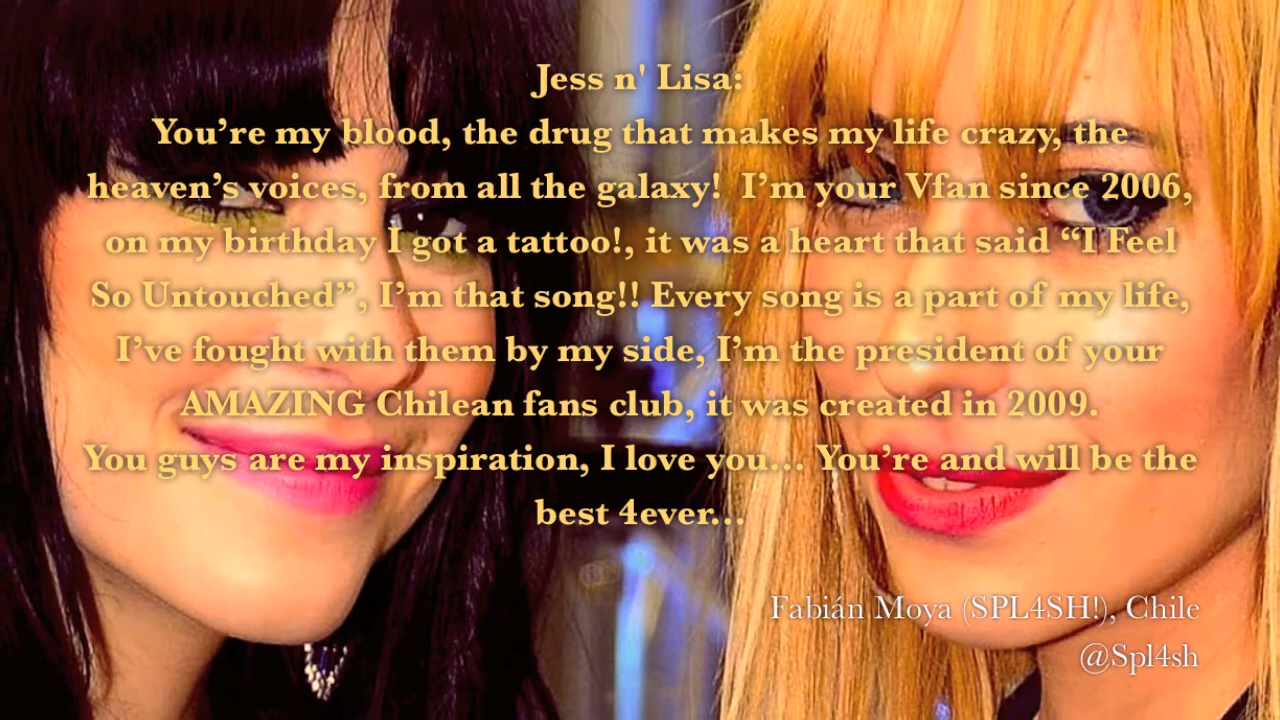 Jess n' Lisa:
You’re my blood, the drug that makes my life crazy, the
heaven’s voices, from all the galaxy!  I’m your Vfan since 2006,
on my birthday I got a tattoo!, it was a heart that said “I Feel
So Untouched”, I’m that song!! Every song is a part of my life,
I’ve fought with them by my side, I’m the president of your
AMAZING Chilean fans club, it was created in 2009.
You guys are my inspiration, I love you... You’re and will be the
best 4ever...
Fabián Moya (SPL4SH!), Chile
@Spl4sh